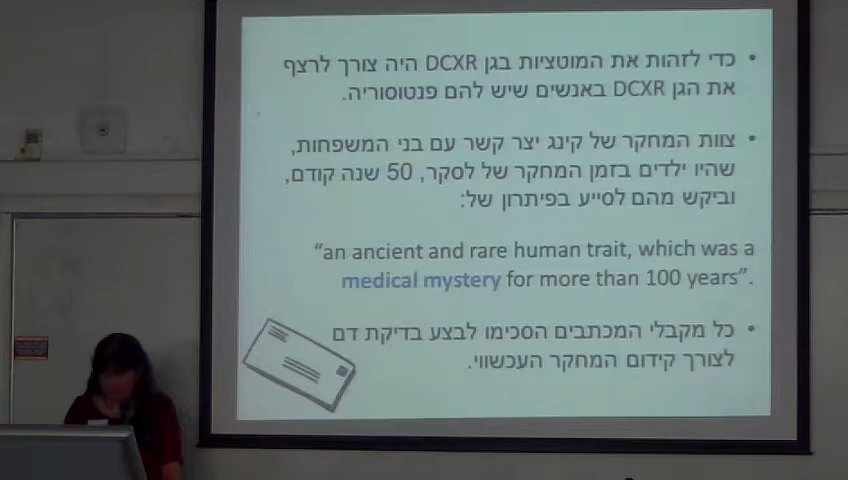 • כדי לזהות את המוטציות בגן DCXR היה צורך לרצף
את הגן DCXR באנשים שיש להם פנטוסוריה.
• צוות המחקר של קינג יצר קשר עם בני המשפחות,
שהיו ילדים בזמן המחקר של לסקר, 50 שנה קודם,
וביקש מהם לסייע בפיתרון של:
“an ancient and rare human trait, which was a
medical mystery for more than 100 years”.
• כל מקבלי המכתבים הסכימו לבצע בדיקת דם
לצורך קידום המחקר העכשווי.